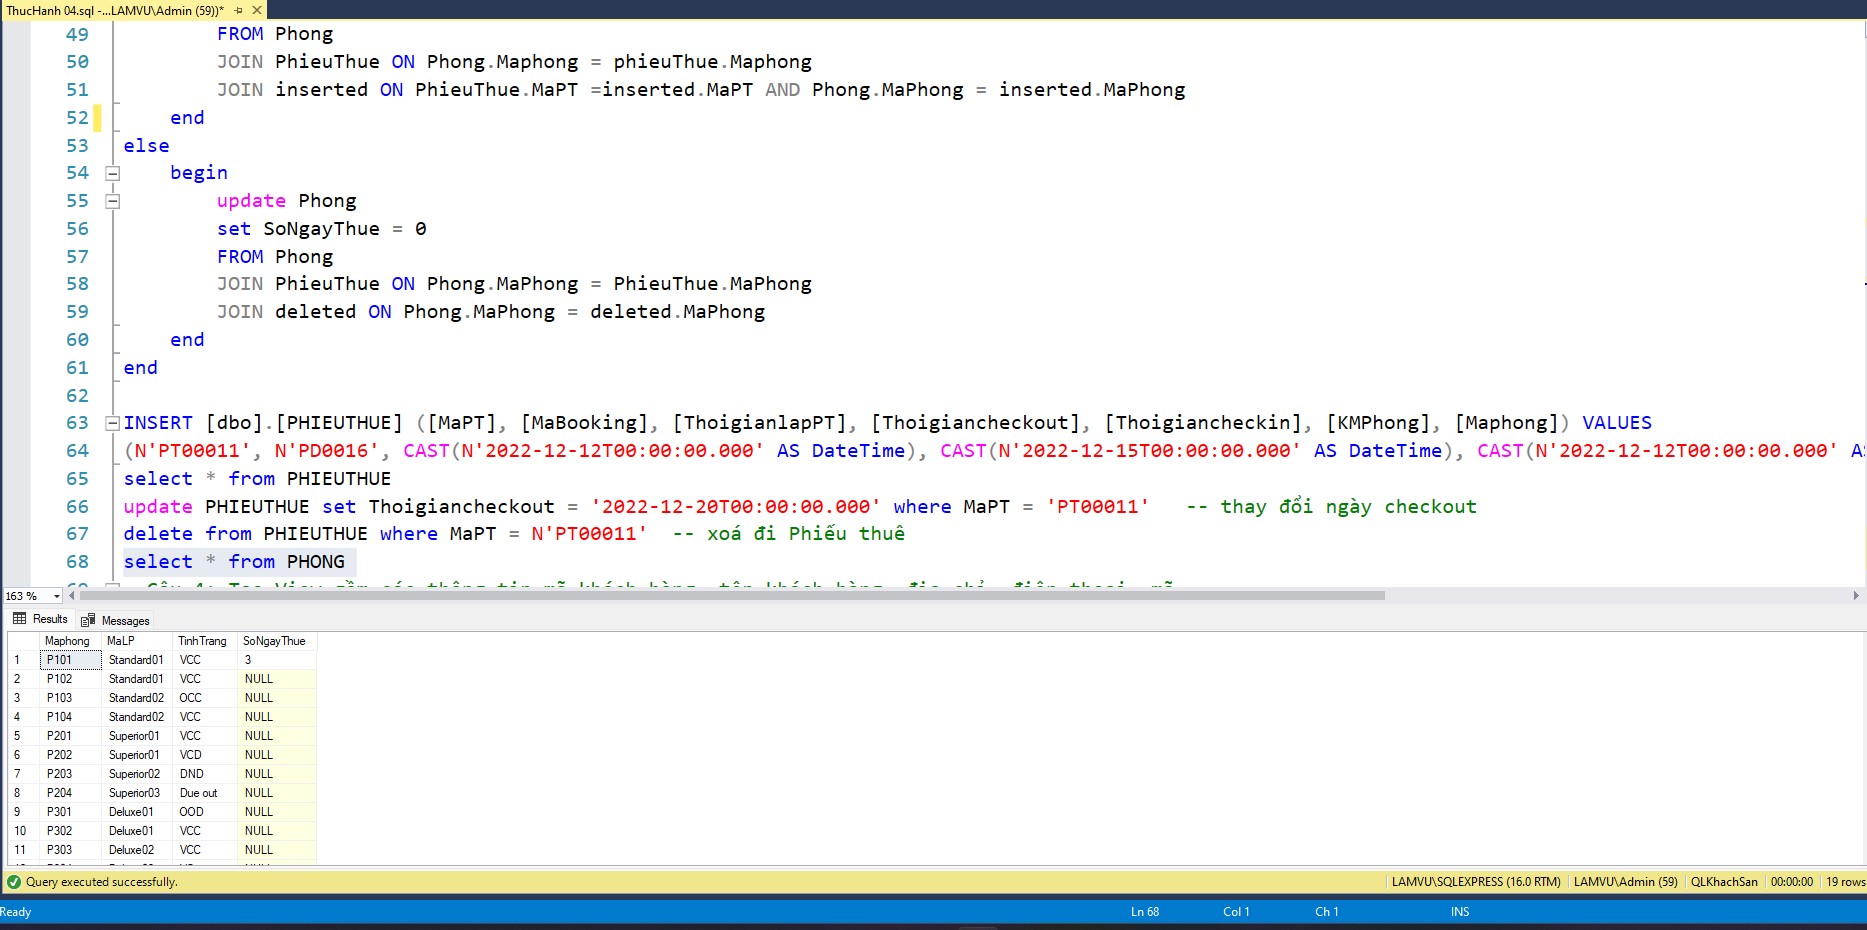 ThucHanh 04.sql -...LAMVU\Admin (59))*
49 FROM Phong
50 JOIN PhieuThue ON Phong.Maphong = phieuThue.Maphong
51 JOIN inserted ON PhieuThue.MaPT =inserted.MaPT AND Phong.MaPhong = inserted.MaPhong
52 end
53 else
54 begin
55 update Phong
56 set SoNgayThue = 0
57 FROM Phong
58 JOIN PhieuThue ON Phong.MaPhong = PhieuThue.MaPhong
59 JOIN deleted ON Phong.MaPhong = deleted.MaPhong
60 end
61 end
62
63 INSERT [dbo].[PHIEUTHUE] ([MaPT], [MaBooking], [ThoigianlapPT], [Thoigiancheckout], [Thoigiancheckin], [KMPhong], [Maphong]) VALUES
64 (N'PT00011', N'PD0016', CAST(N'2022-12-12T00:00:00.000' AS DateTime), CAST(N'2022-12-15T00:00:00.000' AS DateTime), CAST(N'2022-12-12T00:00:00.000'
65 select * from PHIEUTHUE
66 update PHIEUTHUE set Thoigiancheckout = '2022-12-20T00:00:00.000' where MaPT = 'PT00011' -- thay đổi ngày checkout
67 delete from PHIEUTHUE where MaPT = N'PT00011' -- xoá đi Phiếu thuê
68 select * from PHONG
163 %
Results Messages
Maphong MaLP TinhTrang SoNgayThue
1 P101 Standard01 VCC 3
2 P102 Standard01 VCC NULL
3 P103 Standard02 OCC NULL
4 P104 Standard02 VCC NULL
5 P201 Superior01 VCC NULL
6 P202 Superior01 VCD NULL
7 P203 Superior02 DND NULL
8 P204 Superior03 Due out NULL
9 P301 Deluxe01 OOD NULL
10 P302 Deluxe01 VCC NULL
11 P303 Deluxe02 VCC NULL
Query executed successfully. LAMVU\SQLEXPRESS (16.0 RTM) LAMVU\Admin (59) QLKhachSan 00:00:00 19 rows
Ready Ln 68 Col 1 Ch 1 INS